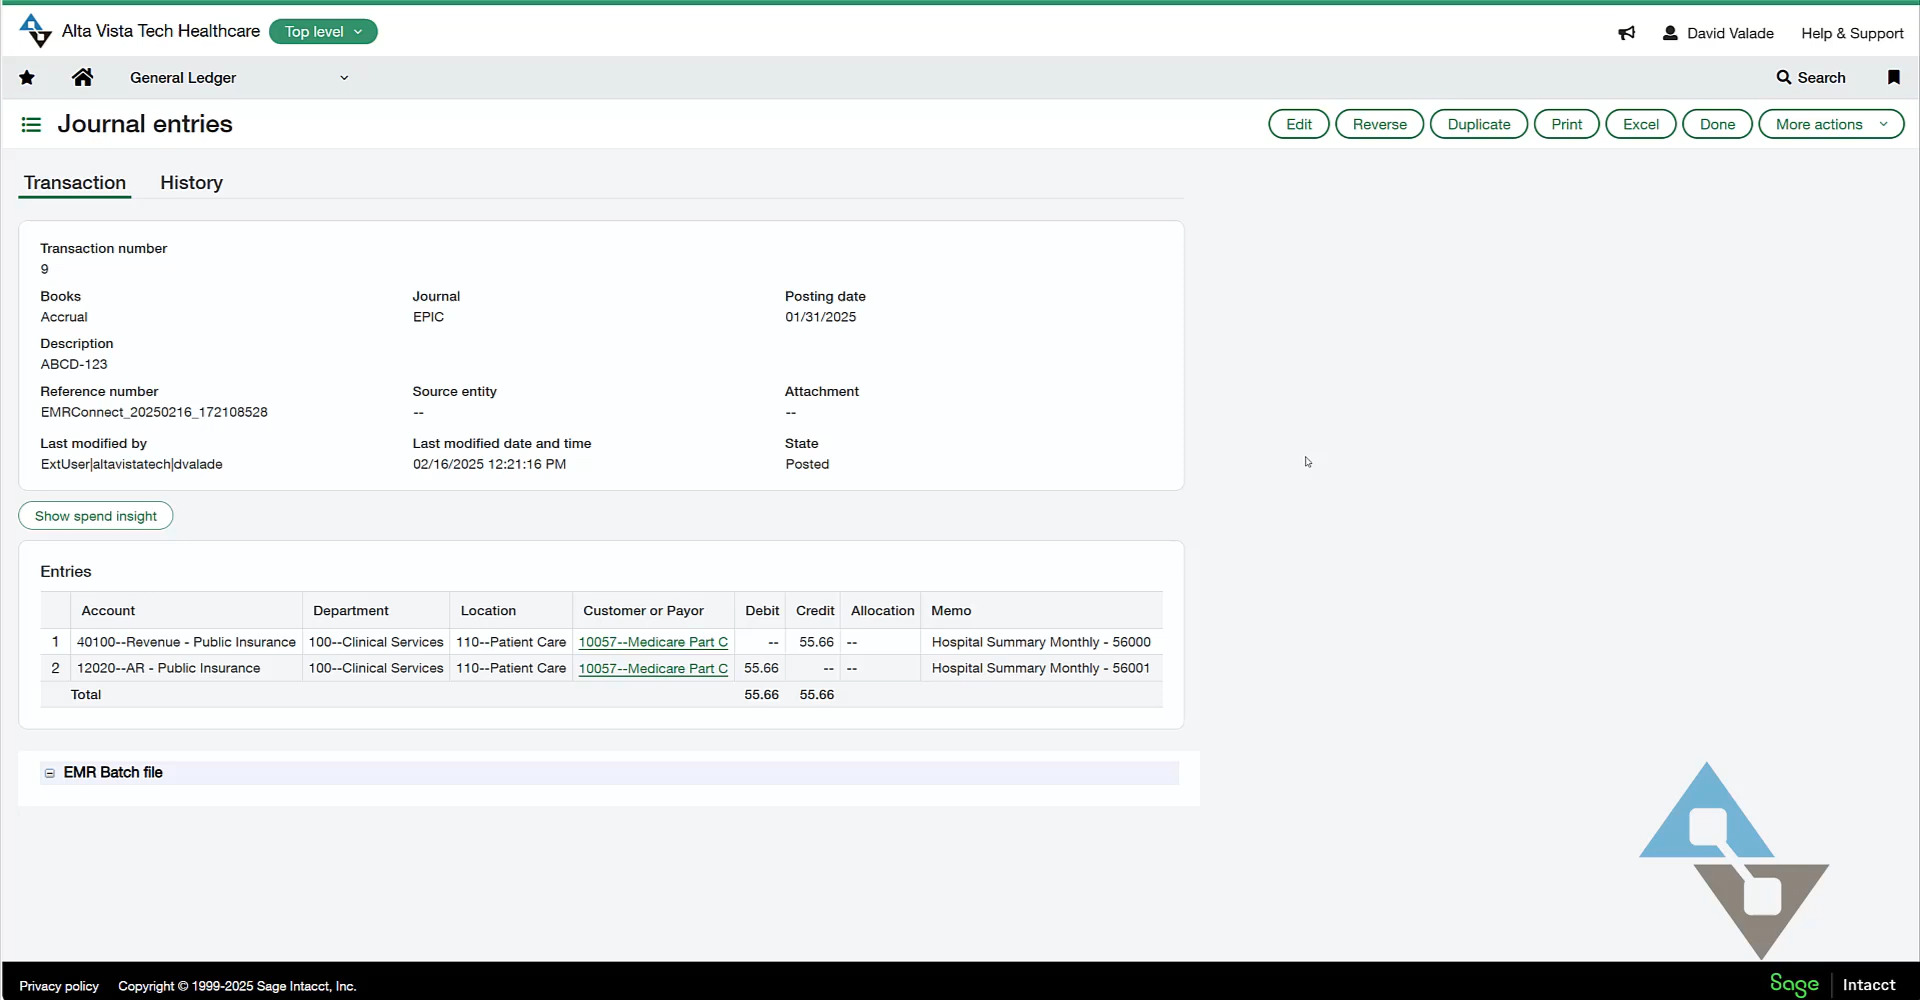 Alta Vista Tech Healthcare Top level David Valade Help & Support
General Ledger Search
Journal entries Edit Reverse Duplicate Print Excel Done More actions
Transaction History
Transaction number
9
Books Journal Posting date
Accrual EPIC 01/31/2025
Description
ABCD-123
Reference number Source entity Attachment
EMRConnect_20250216_172108528 -- --
Last modified by Last modified date and time State
ExtUser|altavistatech|dvalade 02/16/2025 12:21:16 PM Posted
Show spend insight
Entries
Account Department Location Customer or Payor Debit Credit Allocation Memo
1 40100--Revenue - Public Insurance 100--Clinical Services 110--Patient Care 10057--Medicare Part C -- 55.66 -- Hospital Summary Monthly - 56000
2 12020--AR - Public Insurance 100--Clinical Services 110--Patient Care 10057--Medicare Part C 55.66 -- -- Hospital Summary Monthly - 56001
Total 55.66 55.66
EMR Batch file
Privacy policy Copyright © 1999-2025 Sage Intacct, Inc. Sage Intacct